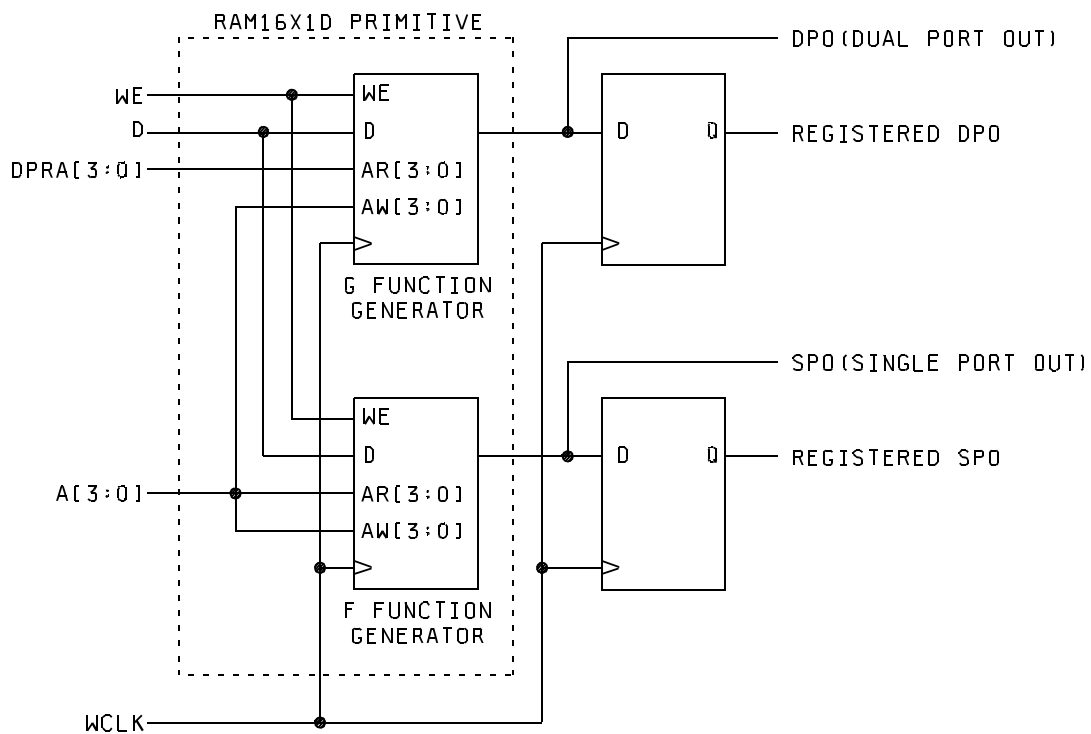 RAM16X1D PRIMITIVE
DPO(DUAL PORT OUT)
WE
WE
D
D
D
Q
REGISTERED DPO
DPRA[3:0]
AR[3:0]
AW[3:0]
G FUNCTION
GENERATOR
SPO(SINGLE PORT OUT)
WE
D
D
Q
REGISTERED SPO
A[3:0]
AR[3:0]
AW[3:0]
F FUNCTION
GENERATOR
WCLK